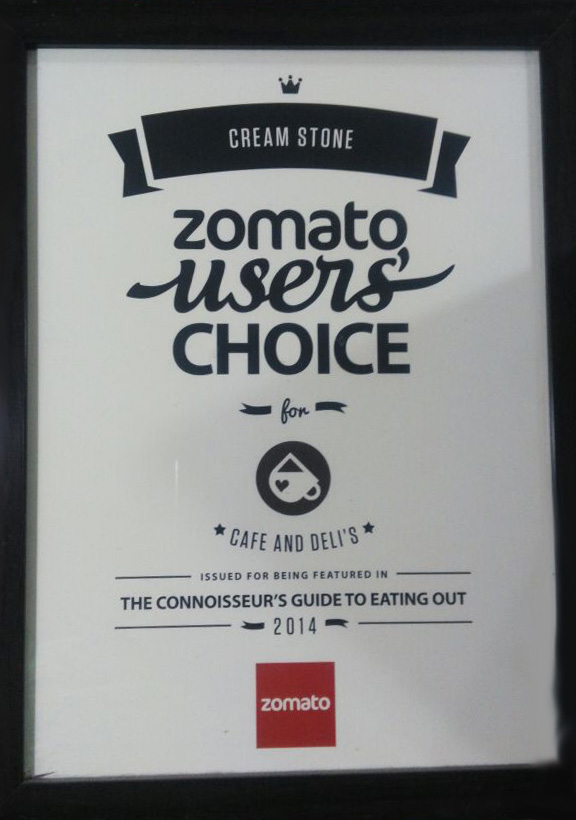 CREAM STONE
zomato
users'
CHOICE
for
CAFE AND DELI'S
ISSUED FOR BEING FEATURED IN
THE CONNOISSEUR'S GUIDE TO EATING OUT
2014
zomato